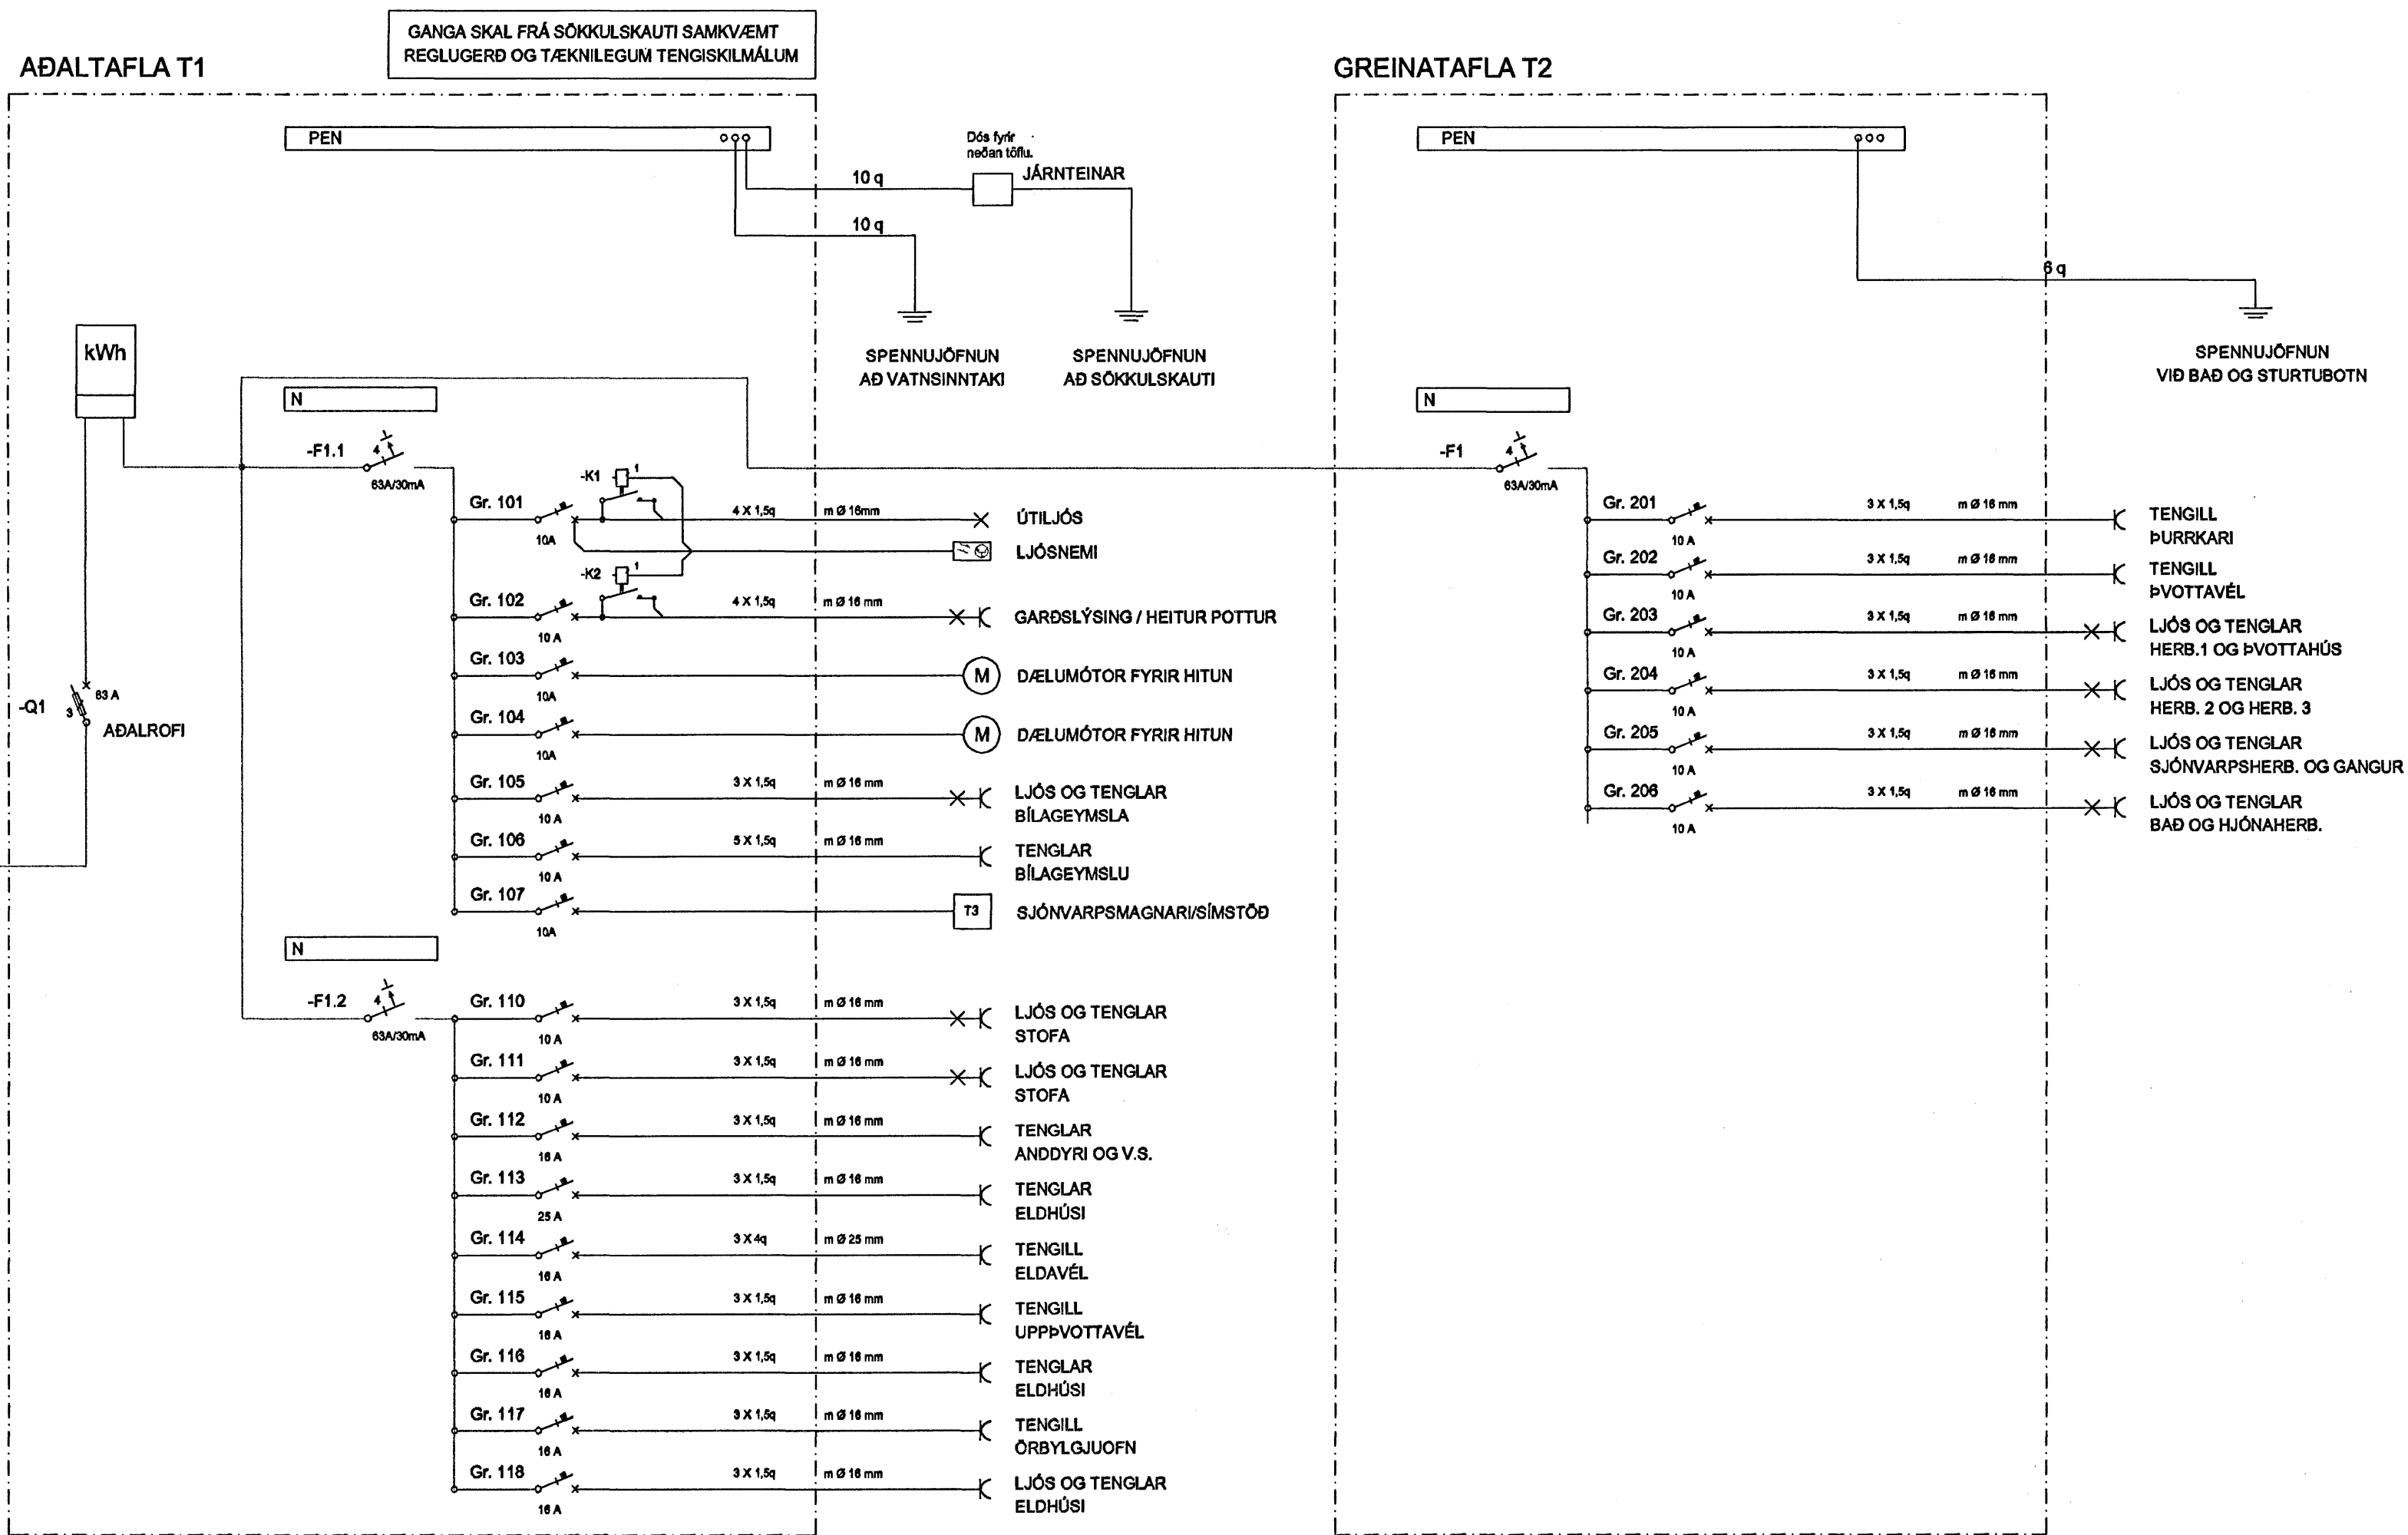 GANGA SKAL FRÁ SÖKKULSKAUTI SAMKVÆMT
REGLUGERÐ OG TÆKNILEGUM TENGISKILMÁLUM
AÐALTAFLA T1
PEN
10 q
10 q
Dós fyrir
neðan töflu.
JÁRNTEINAR
SPENNUJÖFNUN
AÐ VATNSINNTAKI
SPENNUJÖFNUN
AÐ SÖKKULSKAUTI
kWh
-Q1
3
63 A
AÐALROFI
N
-F1.1
4
63A/30mA
-K1
1
Gr. 101
10A
4 X 1,5q
m Ø 16mm
ÚTILJÓS
LJÓSNEMI
-K2
1
Gr. 102
10 A
4 X 1,5q
m Ø 16 mm
GARÐSLÝSING / HEITUR POTTUR
Gr. 103
10A
M
DÆLUMÓTOR FYRIR HITUN
Gr. 104
10A
M
DÆLUMÓTOR FYRIR HITUN
Gr. 105
10 A
3 X 1,5q
m Ø 16 mm
LJÓS OG TENGLAR
BÍLAGEYMSLA
Gr. 106
10 A
5 X 1,5q
m Ø 16 mm
TENGLAR
BÍLAGEYMSLU
Gr. 107
10A
T3
SJÓNVARPSMAGNARI/SÍMSTÖÐ
N
-F1.2
4
63A/30mA
Gr. 110
10 A
3 X 1,5q
m Ø 16 mm
LJÓS OG TENGLAR
STOFA
Gr. 111
10 A
3 X 1,5q
m Ø 16 mm
LJÓS OG TENGLAR
STOFA
Gr. 112
16 A
3 X 1,5q
m Ø 16 mm
TENGLAR
ANDDYRI OG V.S.
Gr. 113
25 A
3 X 1,5q
m Ø 16 mm
TENGLAR
ELDHÚSI
Gr. 114
16 A
3 X 4q
m Ø 25 mm
TENGILL
ELDAVÉL
Gr. 115
16 A
3 X 1,5q
m Ø 16 mm
TENGILL
UPPÞVOTTAVÉL
Gr. 116
16 A
3 X 1,5q
m Ø 16 mm
TENGLAR
ELDHÚSI
Gr. 117
16 A
3 X 1,5q
m Ø 16 mm
TENGILL
ÖRBYLGJUOFN
Gr. 118
16 A
3 X 1,5q
m Ø 16 mm
LJÓS OG TENGLAR
ELDHÚSI
GREINATAFLA T2
PEN
6 q
SPENNUJÖFNUN
VIÐ BAÐ OG STURTUBOTN
N
-F1
4
63A/30mA
Gr. 201
10 A
3 X 1,5q
m Ø 16 mm
TENGILL
ÞURRKARI
Gr. 202
10 A
3 X 1,5q
m Ø 16 mm
TENGILL
ÞVOTTAVÉL
Gr. 203
10 A
3 X 1,5q
m Ø 16 mm
LJÓS OG TENGLAR
HERB.1 OG ÞVOTTAHÚS
Gr. 204
10 A
3 X 1,5q
m Ø 16 mm
LJÓS OG TENGLAR
HERB. 2 OG HERB. 3
Gr. 205
10 A
3 X 1,5q
m Ø 16 mm
LJÓS OG TENGLAR
SJÓNVARPSHERB. OG GANGUR
Gr. 206
10 A
3 X 1,5q
m Ø 16 mm
LJÓS OG TENGLAR
BAÐ OG HJÓNAHERB.